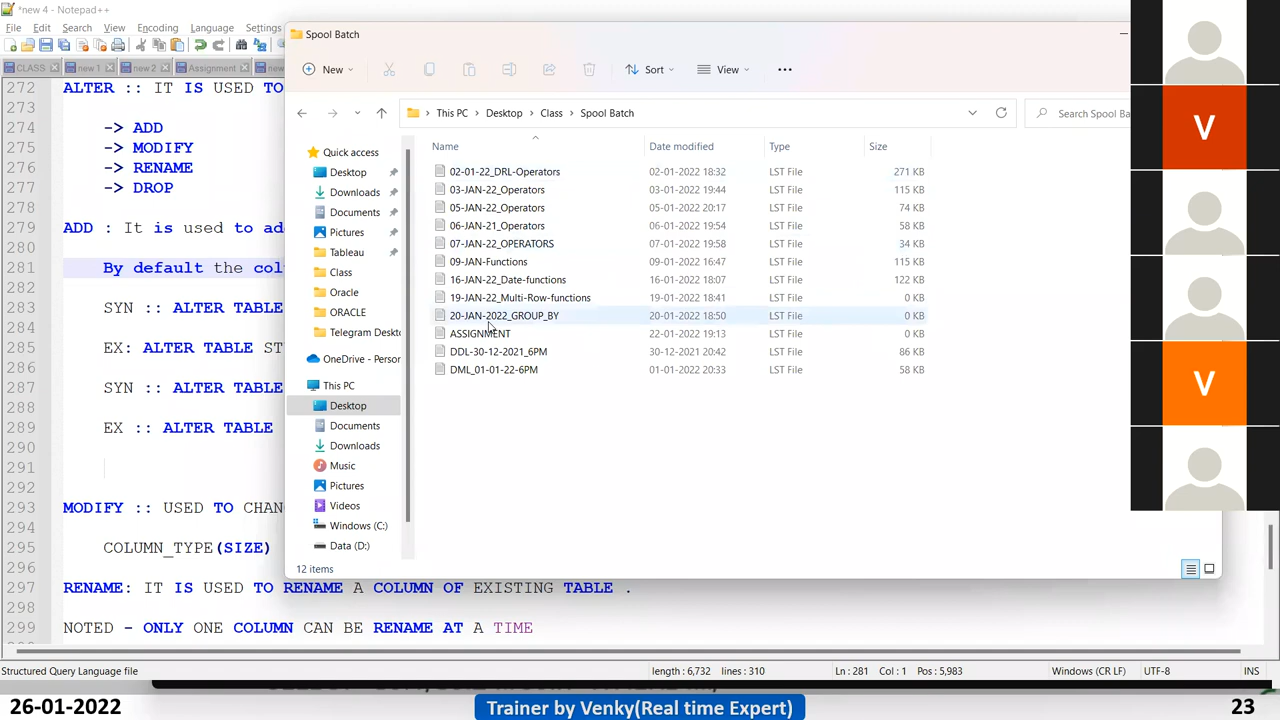 *new 4 - Notepad++
File Edit Search View Encoding Language Settings
CLASS new 1 new 2 Assignment new
272 ALTER :: IT IS USED TO
273
274 -> ADD
275 -> MODIFY
276 -> RENAME
277 -> DROP
278
279 ADD : It is used to ad
280
281 By default the col
282
283 SYN :: ALTER TABLE
284
285 EX: ALTER TABLE ST
286
287 SYN :: ALTER TABLE
288
289 EX :: ALTER TABLE
290
291
292
293 MODIFY :: USED TO CHAN
294
295 COLUMN_TYPE(SIZE)
296
297 RENAME: IT IS USED TO RENAME A COLUMN OF EXISTING TABLE .
298
299 NOTED - ONLY ONE COLUMN CAN BE RENAME AT A TIME
Structured Query Language file length : 6,732 lines : 310 Ln : 281 Col : 1 Pos : 5,983 Windows (CR LF) UTF-8 INS
Spool Batch
New Sort View
This PC > Desktop > Class > Spool Batch Search Spool Ba
Quick access
Desktop
Downloads
Documents
Pictures
Tableau
Class
Oracle
ORACLE
Telegram Deskto
OneDrive - Person
This PC
Desktop
Documents
Downloads
Music
Pictures
Videos
Windows (C:)
Data (D:)
Name Date modified Type Size
02-01-22_DRL-Operators 02-01-2022 18:32 LST File 271 KB
03-JAN-22_Operators 03-01-2022 19:44 LST File 115 KB
05-JAN-22_Operators 05-01-2022 20:17 LST File 74 KB
06-JAN-21_Operators 06-01-2022 19:54 LST File 58 KB
07-JAN-22_OPERATORS 07-01-2022 19:58 LST File 34 KB
09-JAN-Functions 09-01-2022 16:47 LST File 115 KB
16-JAN-22_Date-functions 16-01-2022 18:07 LST File 122 KB
19-JAN-22_Multi-Row-functions 19-01-2022 18:41 LST File 0 KB
20-JAN-2022_GROUP_BY 20-01-2022 18:50 LST File 0 KB
ASSIGNMENT 22-01-2022 19:13 LST File 0 KB
DDL-30-12-2021_6PM 30-12-2021 20:42 LST File 86 KB
DML_01-01-22-6PM 01-01-2022 20:33 LST File 58 KB
12 items
V
V
26-01-2022
Trainer by Venky(Real time Expert)
23